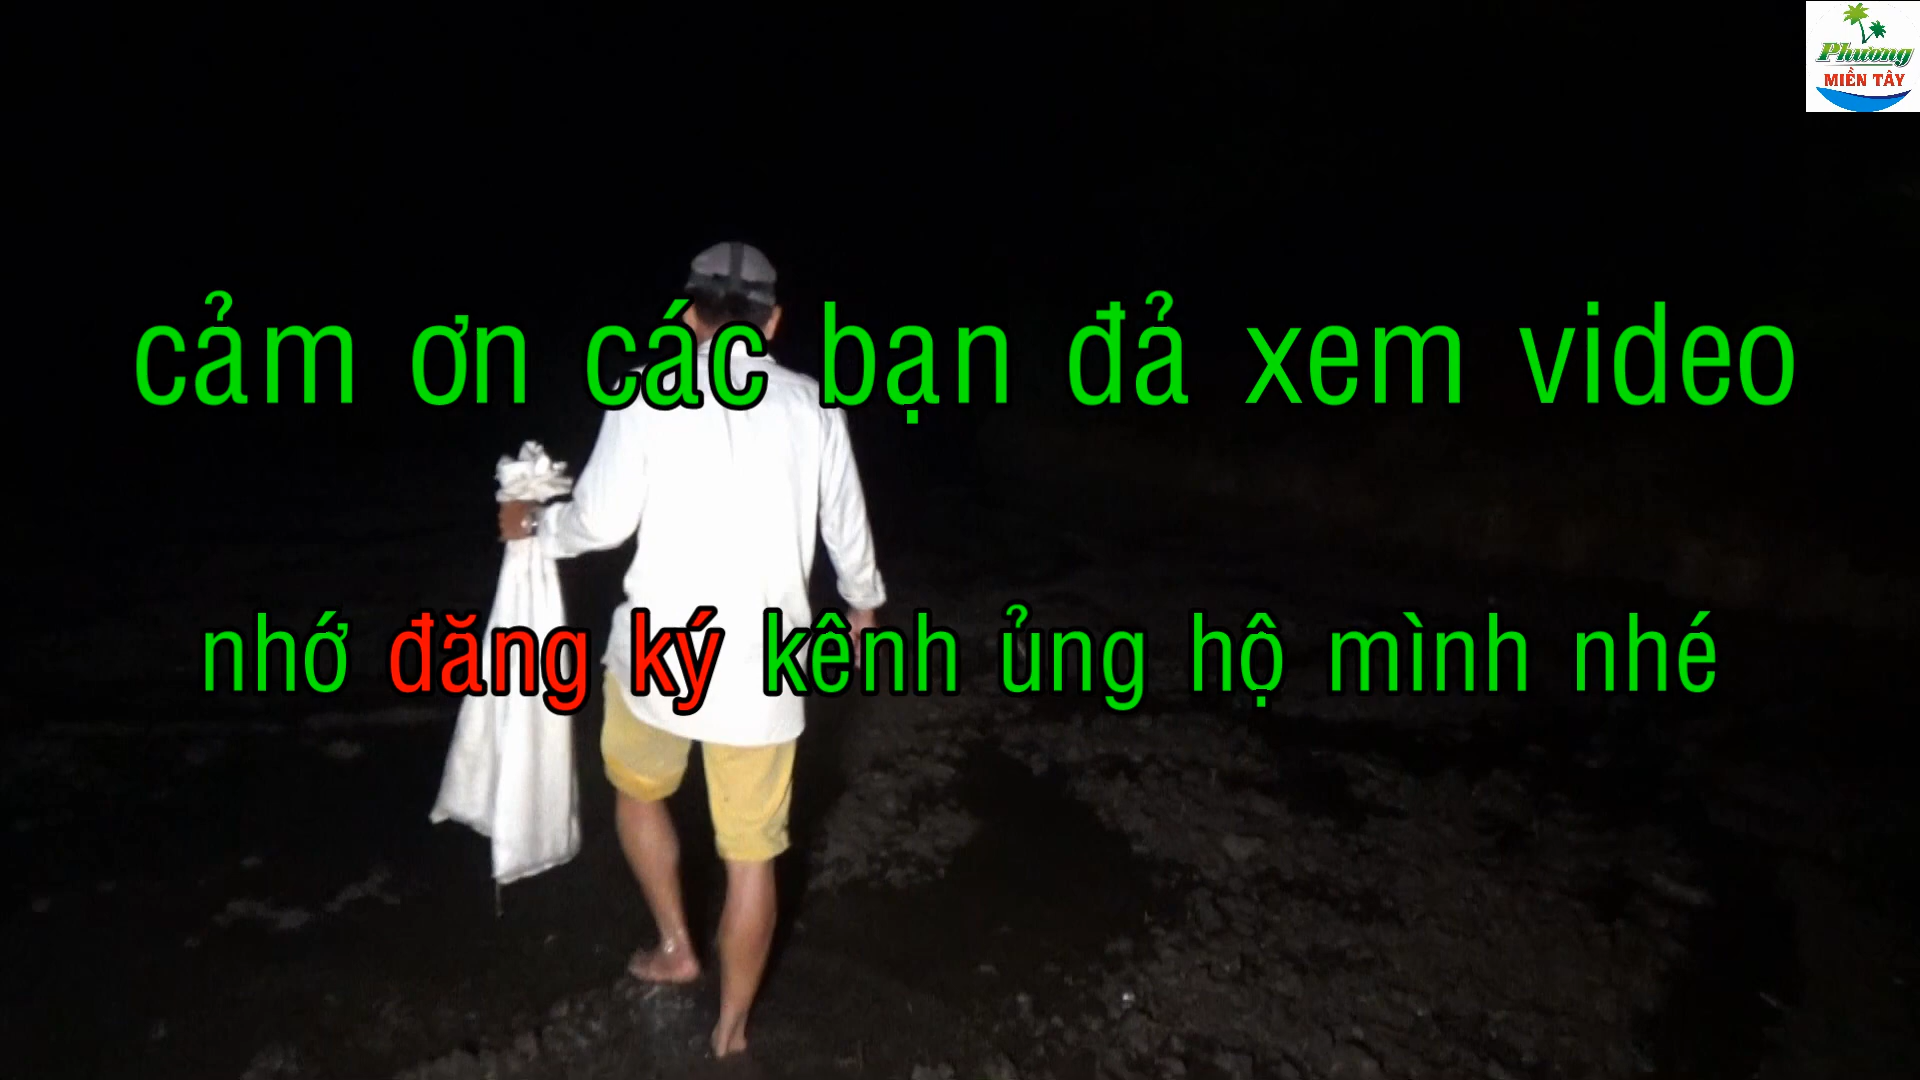 Phương
MIỀN TÂY
cảm ơn các bạn đả xem video
nhớ đăng ký kênh ủng hộ mình nhé